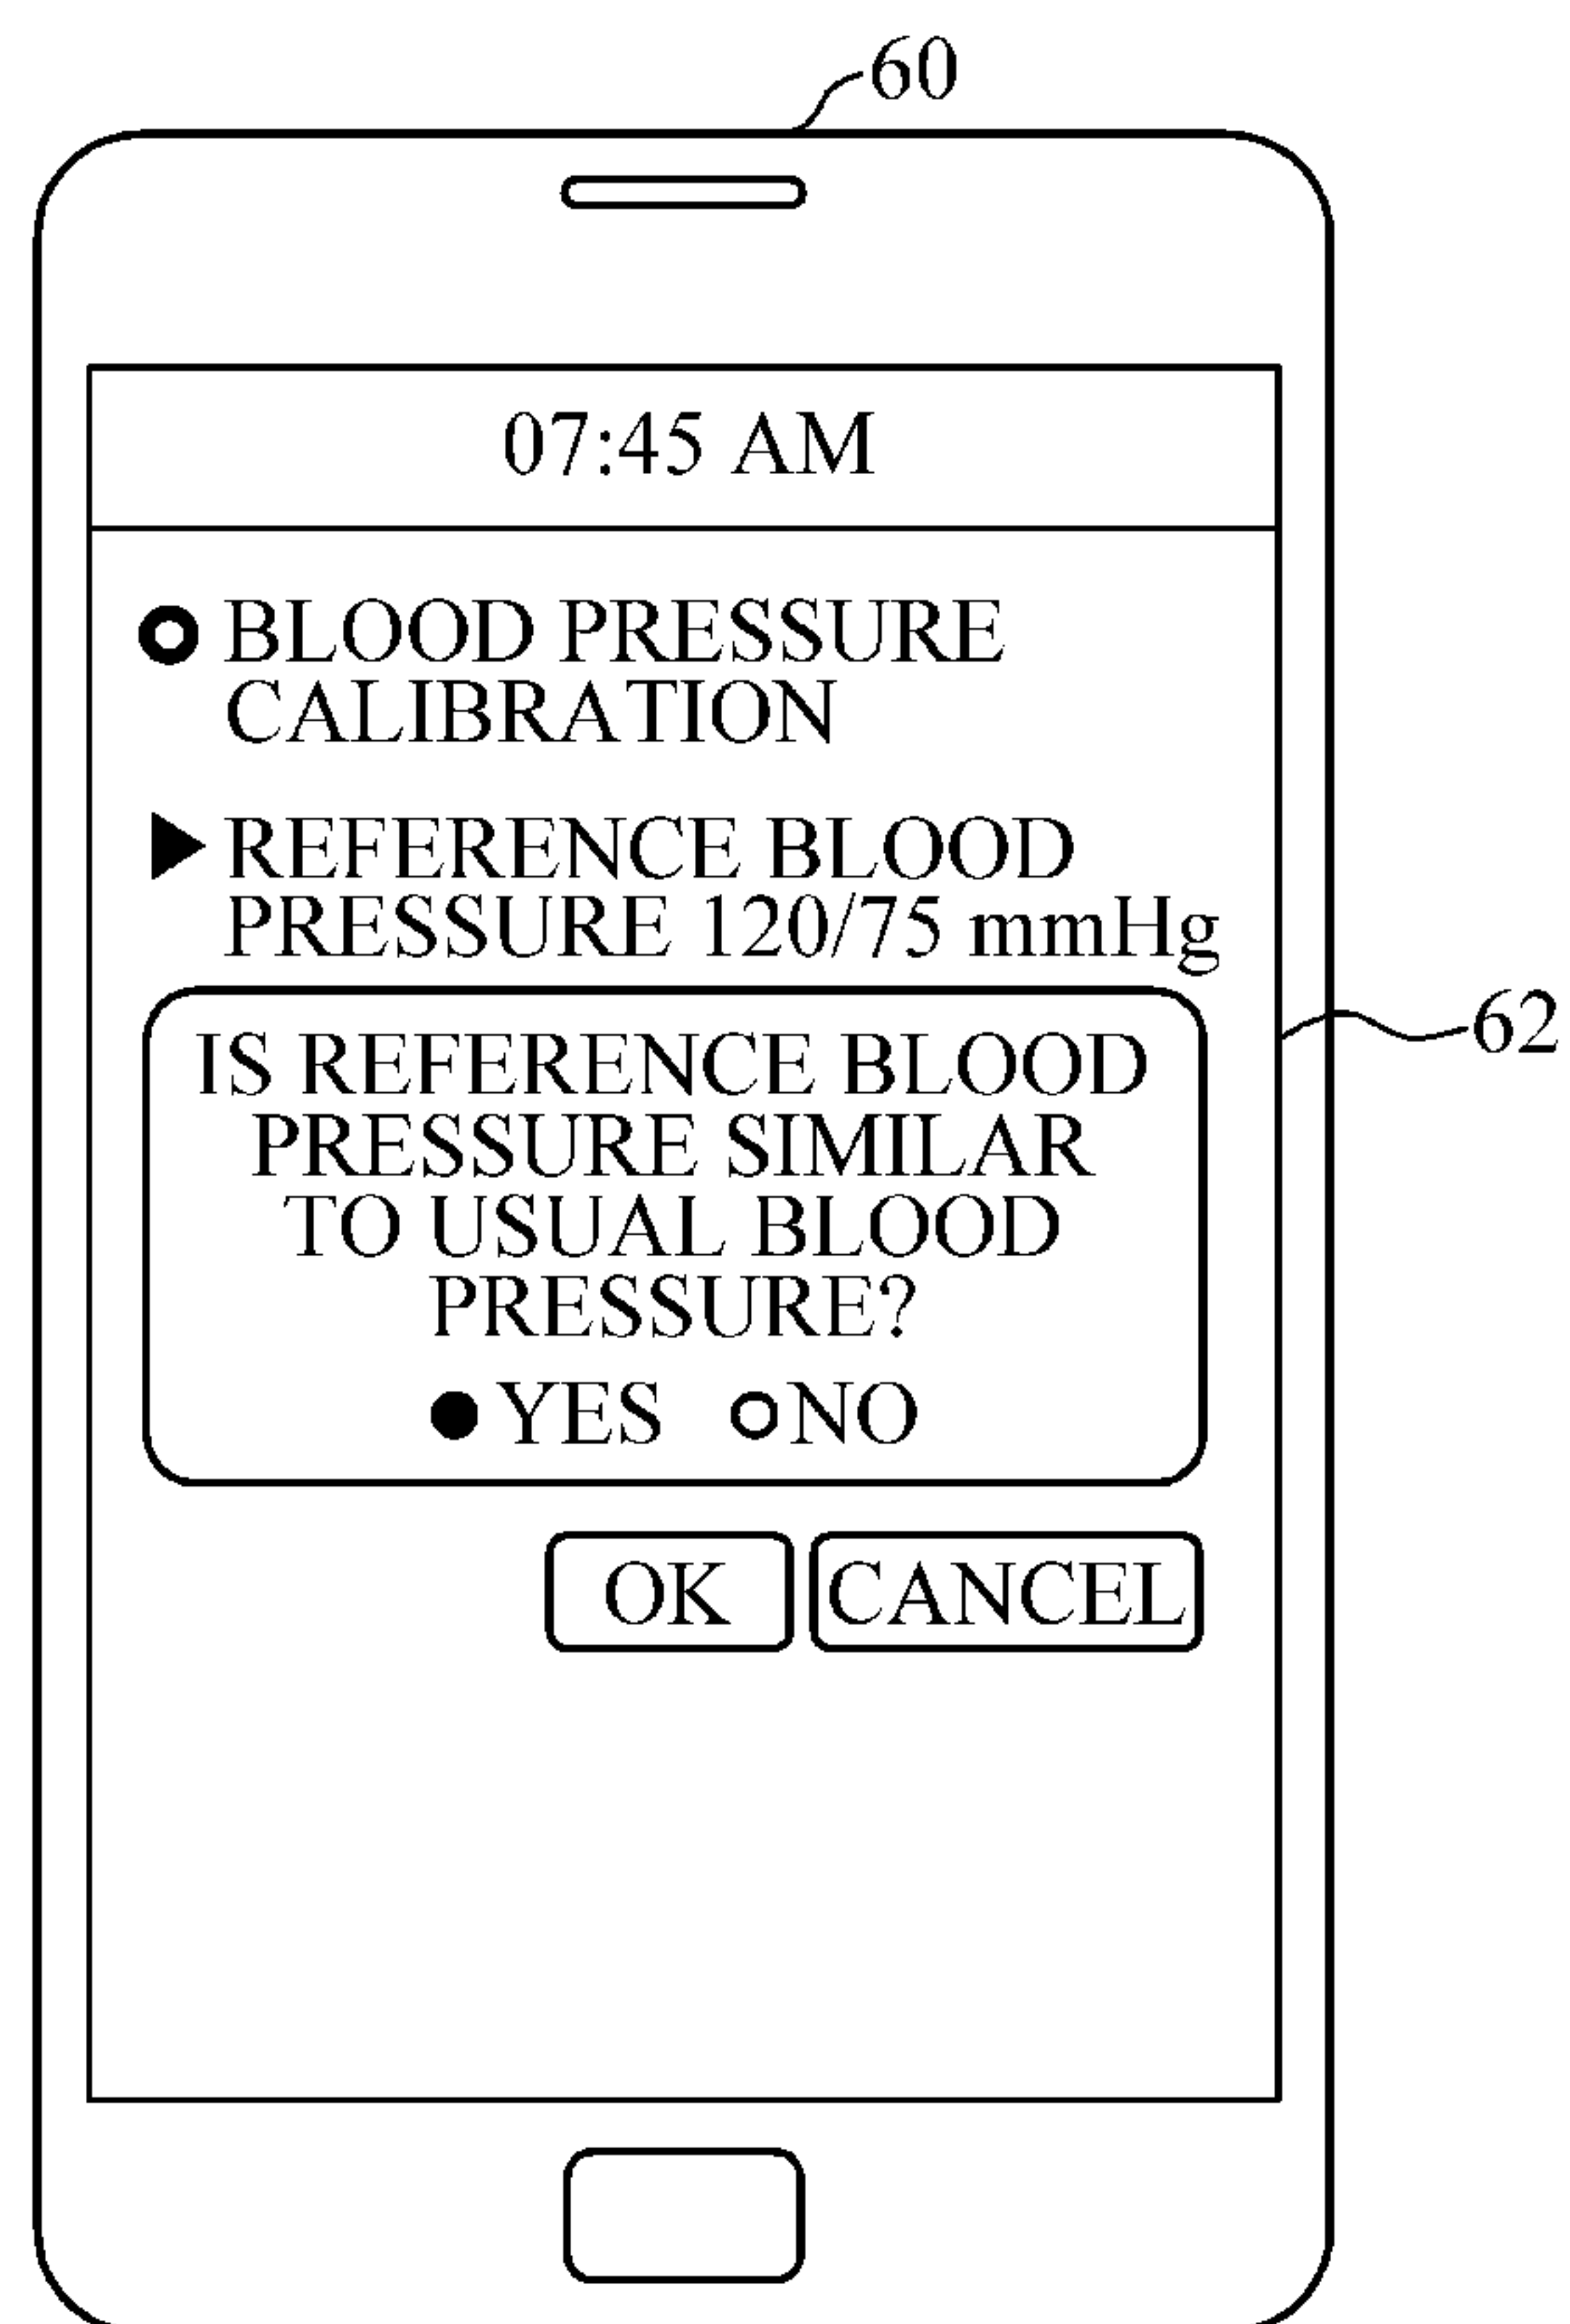 60
07:45 AM
BLOOD PRESSURE
CALIBRATION
REFERENCE BLOOD
PRESSURE 120/75 mmHg
62
IS REFERENCE BLOOD
PRESSURE SIMILAR
TO USUAL BLOOD
PRESSURE?
YES NO
OK CANCEL